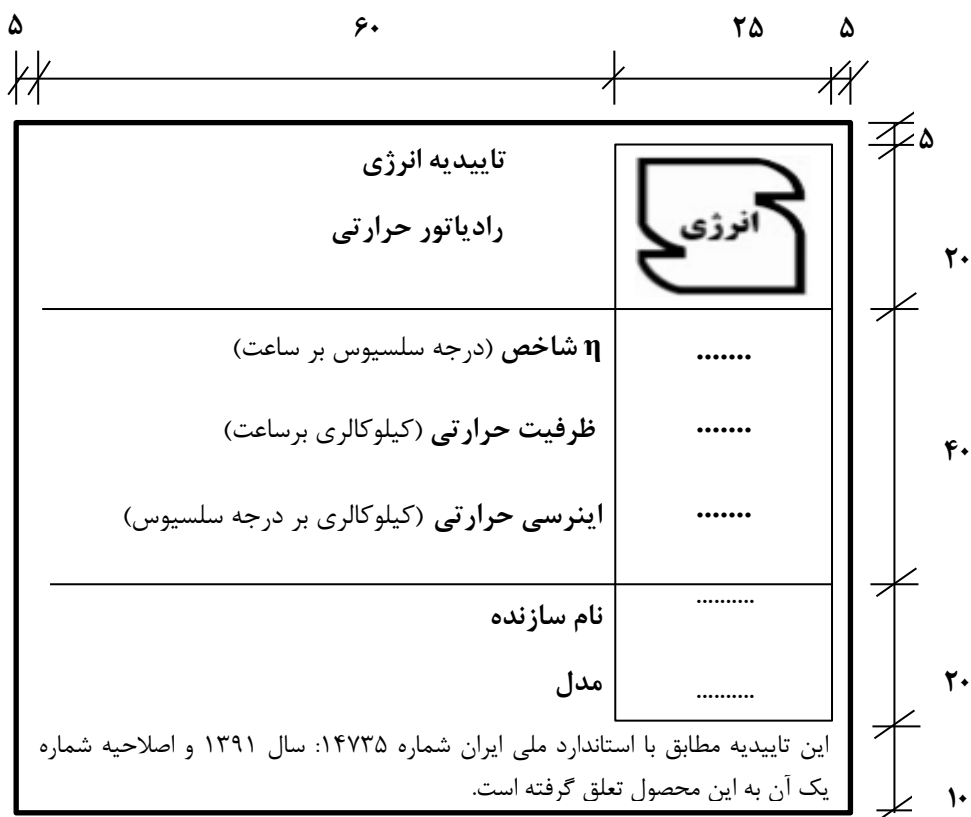 ۵ ۶۰ ۲۵ ۵
۵
تاییدیه انرژی
رادیاتور حرارتی
انرژی
۲۰
η شاخص (درجه سلسیوس بر ساعت)
.......
ظرفیت حرارتی (کیلوکالری برساعت)
.......
۴۰
اینرسی حرارتی (کیلوکالری بر درجه سلسیوس)
.......
نام سازنده
..........
مدل
..........
۲۰
این تاییدیه مطابق با استاندارد ملی ایران شماره ۱۴۷۳۵: سال ۱۳۹۱ و اصلاحیه شماره
یک آن به این محصول تعلق گرفته است.
۱۰